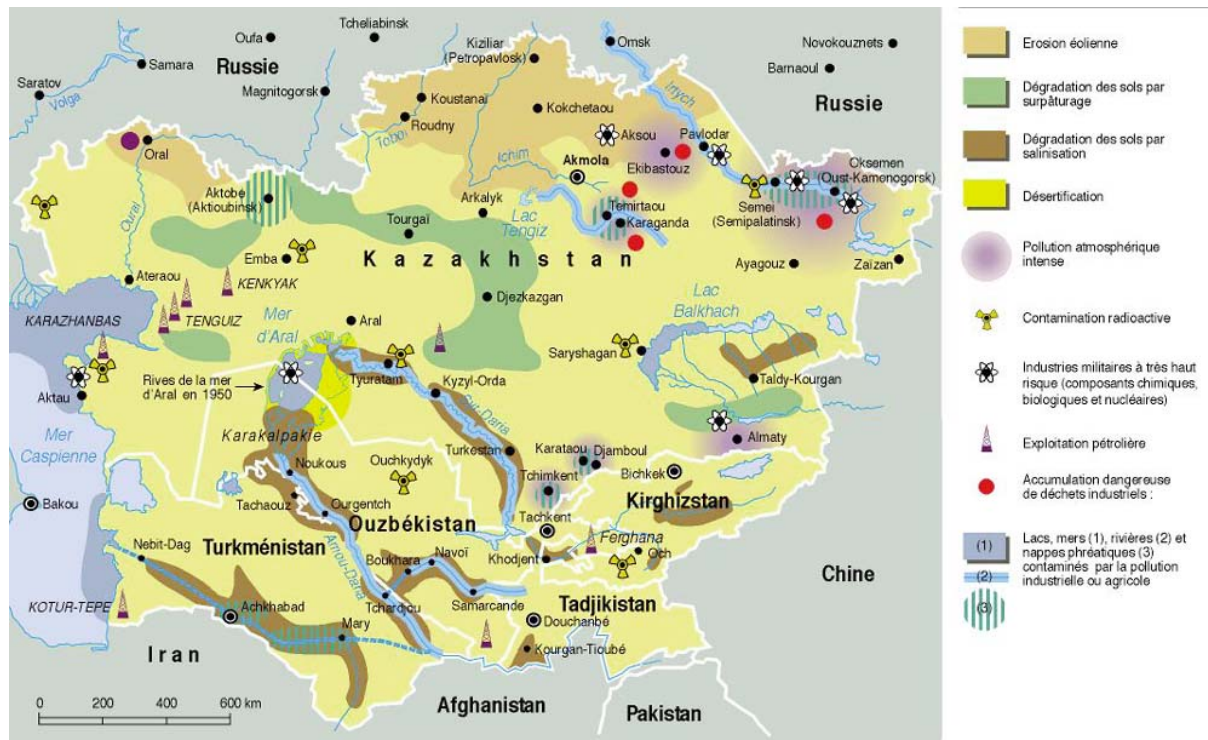 Tcheliabinsk
Oufa
Russie
Samara
Saratov
Volga
Magnitogorsk
Kiziliar
(Petropavlosk)
Omsk
Novokouznets
Barnaoul
Russie
Koustanaï
Roudny
Tobol
Kokchetaou
Irtych
Aksou
Pavlodar
Ekibastouz
Ichim
Akmola
Oral
Oural
Aktobe
(Aktioubinsk)
Arkalyk
Lac
Tengiz
Temirtaou
Karaganda
Semei
(Semipalatinsk)
Oksemen
(Oust-Kamenogorsk)
Tourgaï
Emba
Kazakhstan
Ayagouz
Zaïzan
Ateraou
KENKYAK
KARAZHANBAS
TENGUIZ
Djezkazgan
Mer
d'Aral
Aral
Lac
Balkhach
Saryshagan
Rives de la mer
d'Aral en 1950
Tyuratam
Kyzyl-Orda
Syr-Daria
Taldy-Kourgan
Aktau
Mer
Caspienne
Karakalpakie
Turkestan
Karataou
Djamboul
Almaty
Noukous
Ouchkydyk
Tchimkent
Bichkek
Bakou
Tachaouz
Ourgentch
Ouzbékistan
Kirghizstan
Tachkent
Ferghana
Turkménistan
Amou-Daria
Nebit-Dag
Boukhara
Navoï
Khodjent
Och
Chine
KOTUR-TEPE
Achkhabad
Tchardjou
Samarcande
Tadjikistan
Mary
Douchanbé
Iran
Kourgan-Tioubé
Afghanistan
Pakistan
0 200 400 600 km
Erosion éolienne
Dégradation des sols par
surpâturage
Dégradation des sols par
salinisation
Désertification
Pollution atmosphérique
intense
Contamination radioactive
Industries militaires à très haut
risque (composants chimiques,
biologiques et nucléaires)
Exploitation pétrolière
Accumulation dangereuse
de déchets industriels :
(1)
Lacs, mers (1), rivières (2) et
nappes phréatiques (3)
contaminés par la pollution
industrielle ou agricole
(2)
(3)